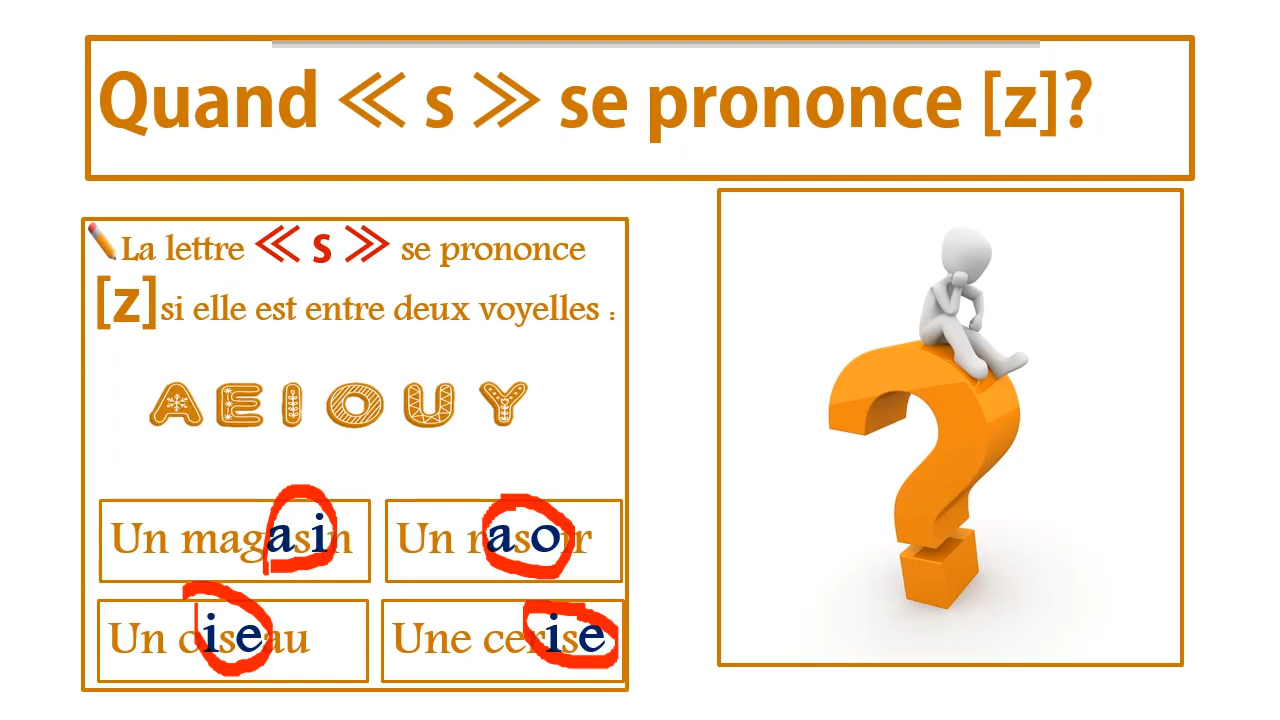 Quand ≪ s ≫ se prononce [z]?
La lettre ≪ s ≫ se prononce
[z] si elle est entre deux voyelles :
A E I O U Y
Un magasin
Un rasoir
Un oiseau
Une cerise